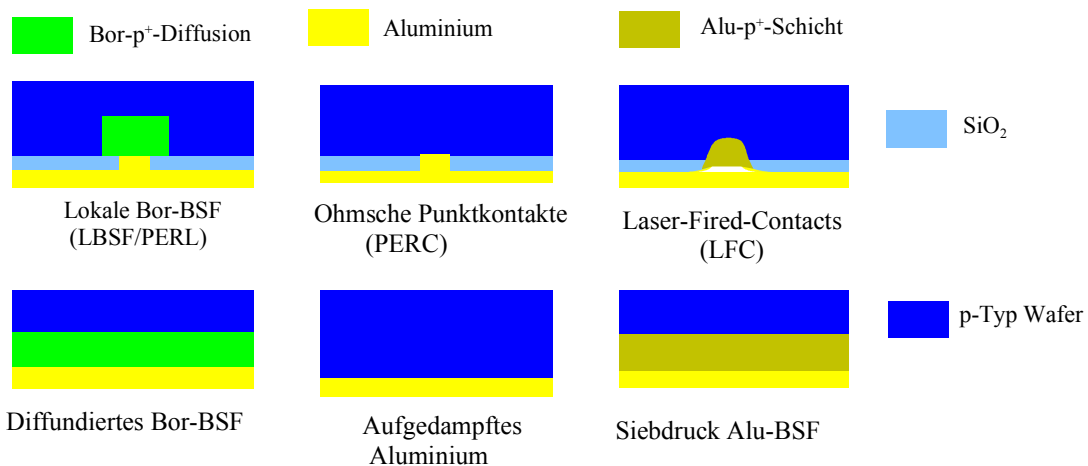 Bor-p⁺-Diffusion
Aluminium
Alu-p⁺-Schicht
SiO₂
Lokale Bor-BSF
(LBSF/PERL)
Ohmsche Punktkontakte
(PERC)
Laser-Fired-Contacts
(LFC)
p-Typ Wafer
Diffundiertes Bor-BSF
Aufgedampftes
Aluminium
Siebdruck Alu-BSF